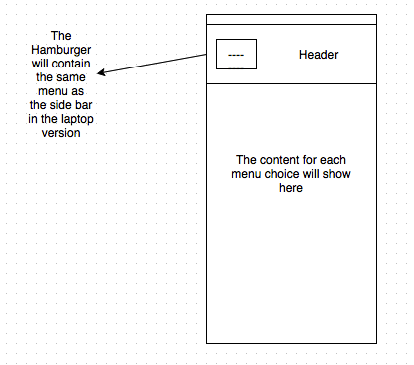 The
Hamburger
will contain
the same
menu as
the side bar
in the laptop
version
----
Header
The content for each
menu choice will show
here